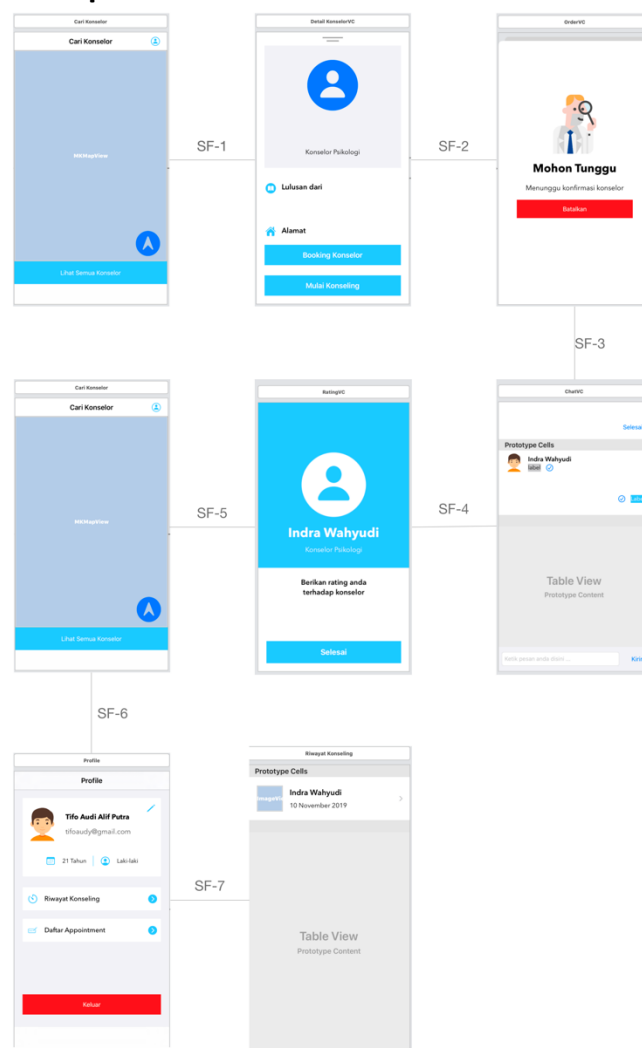 Cari Konselor
Cari Konselor
MKMapView
Lihat Semua Konselor
SF-1
Detail KonselorVC
Konselor Psikologi
Lulusan dari
Alamat
Booking Konselor
Mulai Konseling
SF-2
OrderVC
Mohon Tunggu
Menunggu konfirmasi konselor
Batalkan
SF-3
Cari Konselor
Cari Konselor
MKMapView
Lihat Semua Konselor
SF-5
RatingVC
Indra Wahyudi
Konselor Psikologi
Berikan rating anda
terhadap konselor
Selesai
SF-4
ChatVC
Selesai
Prototype Cells
Indra Wahyudi
label
Table View
Prototype Content
Ketik pesan anda disini ...
SF-6
Profile
Profile
Tifo Audi Alif Putra
tifoaudy@gmail.com
21 Tahun
Laki-laki
Riwayat Konseling
Daftar Appointment
Keluar
SF-7
Riwayat Konseling
Prototype Cells
Indra Wahyudi
10 November 2019
Table View
Prototype Content